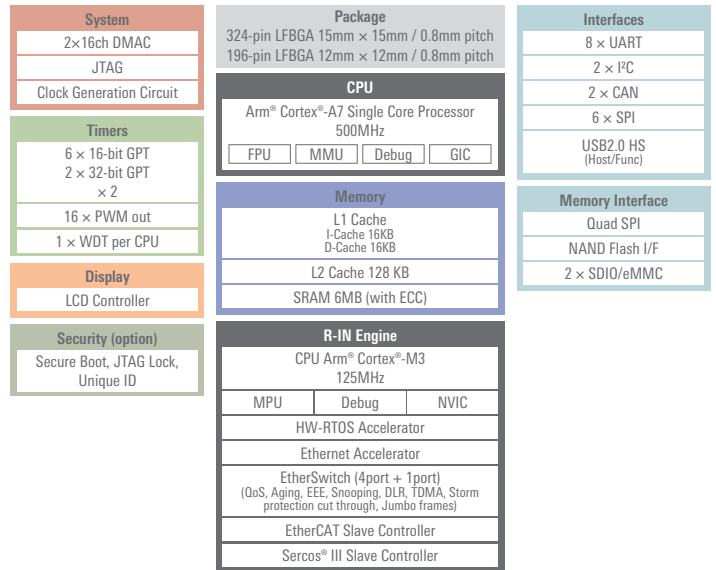 System
2×16ch DMAC
JTAG
Clock Generation Circuit
Timers
6 × 16-bit GPT
2 × 32-bit GPT
× 2
16 × PWM out
1 × WDT per CPU
Display
LCD Controller
Security (option)
Secure Boot, JTAG Lock,
Unique ID
Package
324-pin LFBGA 15mm × 15mm / 0.8mm pitch
196-pin LFBGA 12mm × 12mm / 0.8mm pitch
CPU
Arm® Cortex®-A7 Single Core Processor
500MHz
FPU MMU Debug GIC
Memory
L1 Cache
I-Cache 16KB
D-Cache 16KB
L2 Cache 128 KB
SRAM 6MB (with ECC)
R-IN Engine
CPU Arm® Cortex®-M3
125MHz
MPU Debug NVIC
HW-RTOS Accelerator
Ethernet Accelerator
EtherSwitch (4port + 1port)
(QoS, Aging, EEE, Snooping, DLR, TDMA, Storm
protection cut through, Jumbo frames)
EtherCAT Slave Controller
Sercos® III Slave Controller
Interfaces
8 × UART
2 × I²C
2 × CAN
6 × SPI
USB2.0 HS
(Host/Func)
Memory Interface
Quad SPI
NAND Flash I/F
2 × SDIO/eMMC